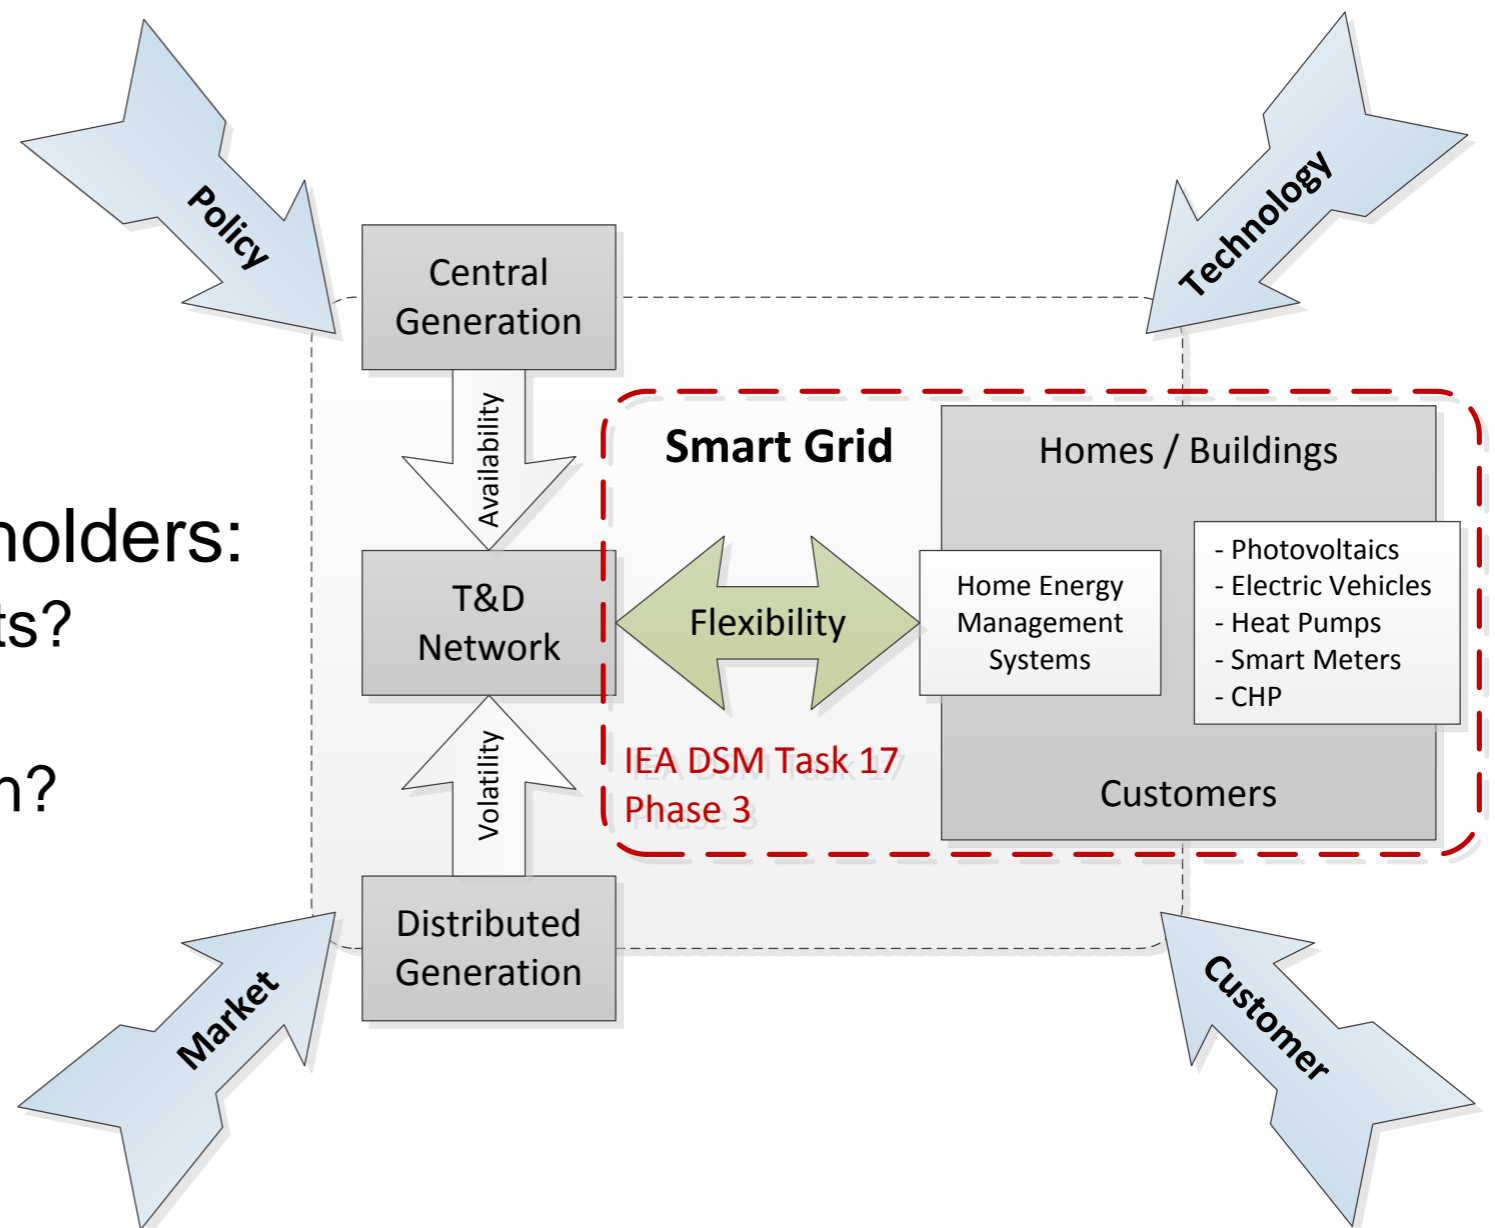 Policy
Technology
Central
Generation
Availability
Smart Grid
Homes / Buildings
holders:
ts?
n?
T&D
Network
Flexibility
Home Energy
Management
Systems
- Photovoltaics
- Electric Vehicles
- Heat Pumps
- Smart Meters
- CHP
IEA DSM Task 17
Phase 3
Volatility
Customers
Distributed
Generation
Market
Customer